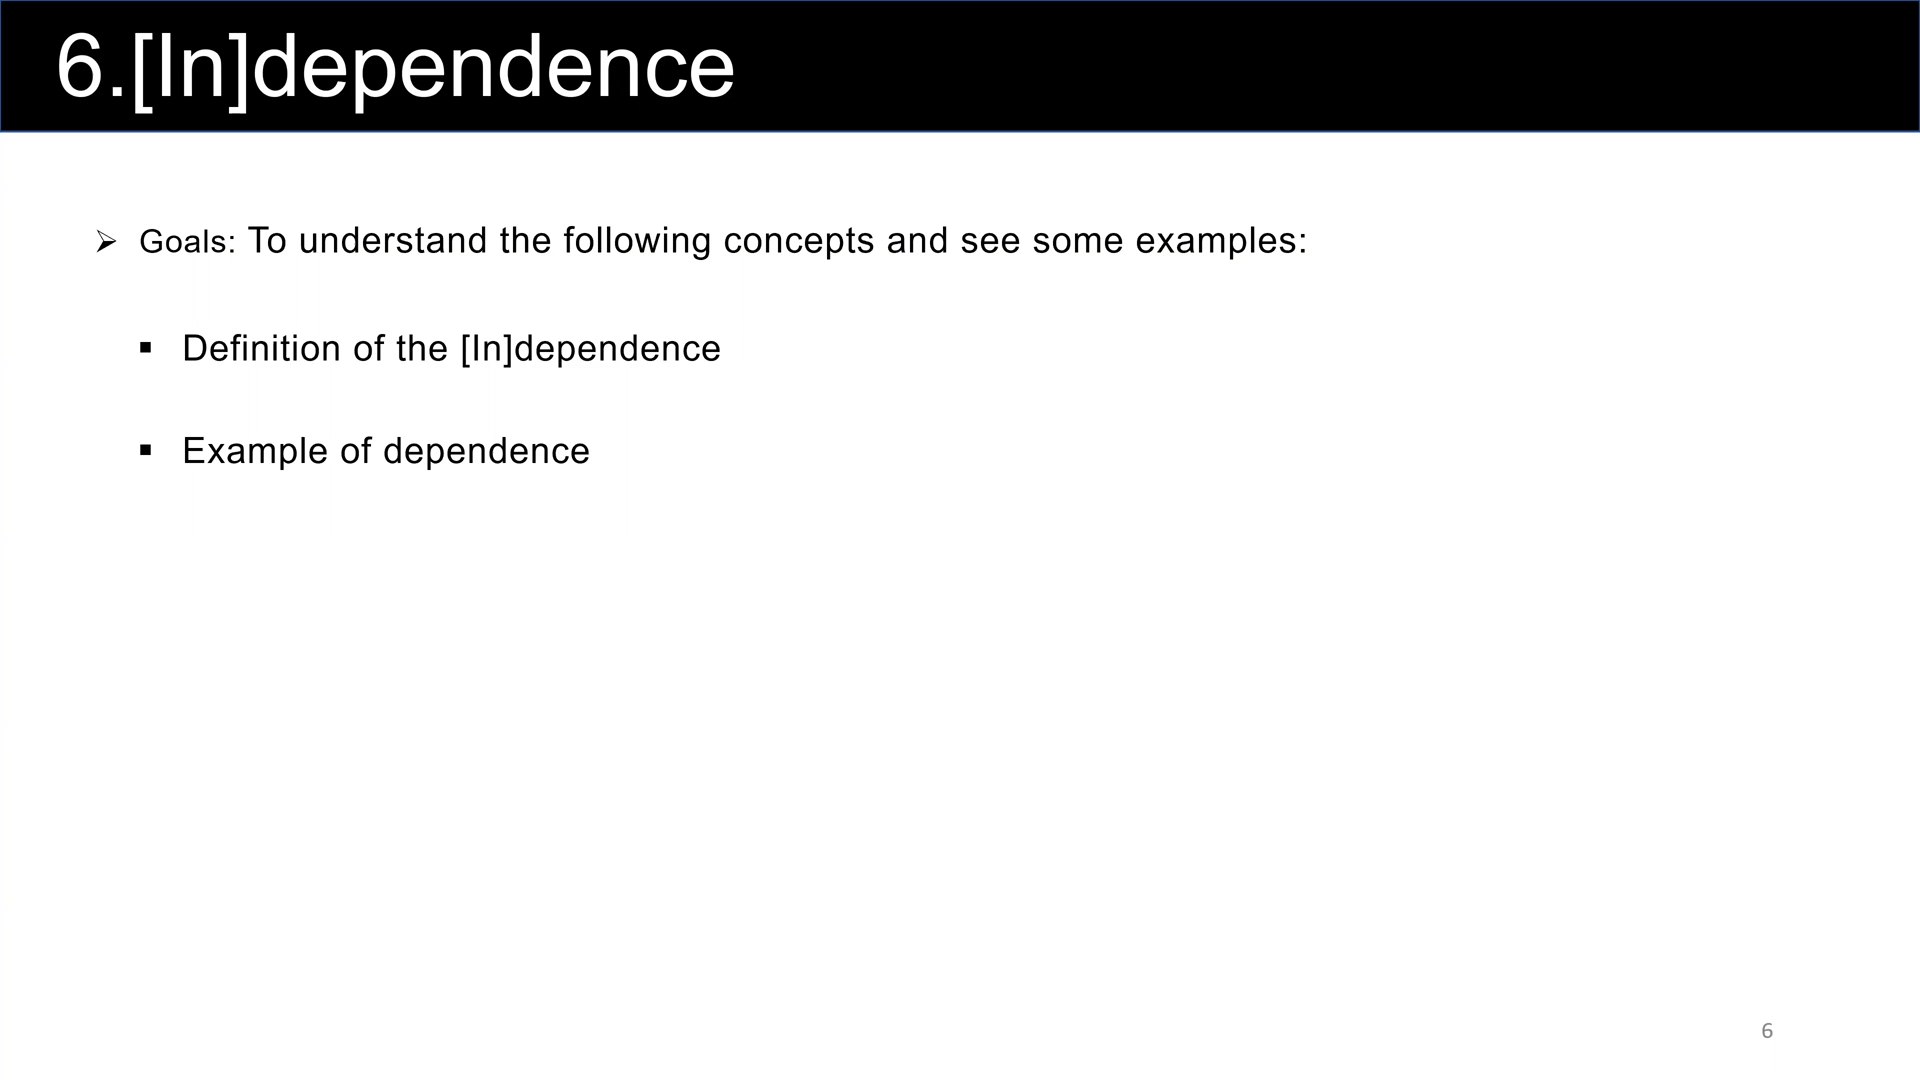 6.[In]dependence
➢ Goals: To understand the following concepts and see some examples:
▪ Definition of the [In]dependence
▪ Example of dependence
6